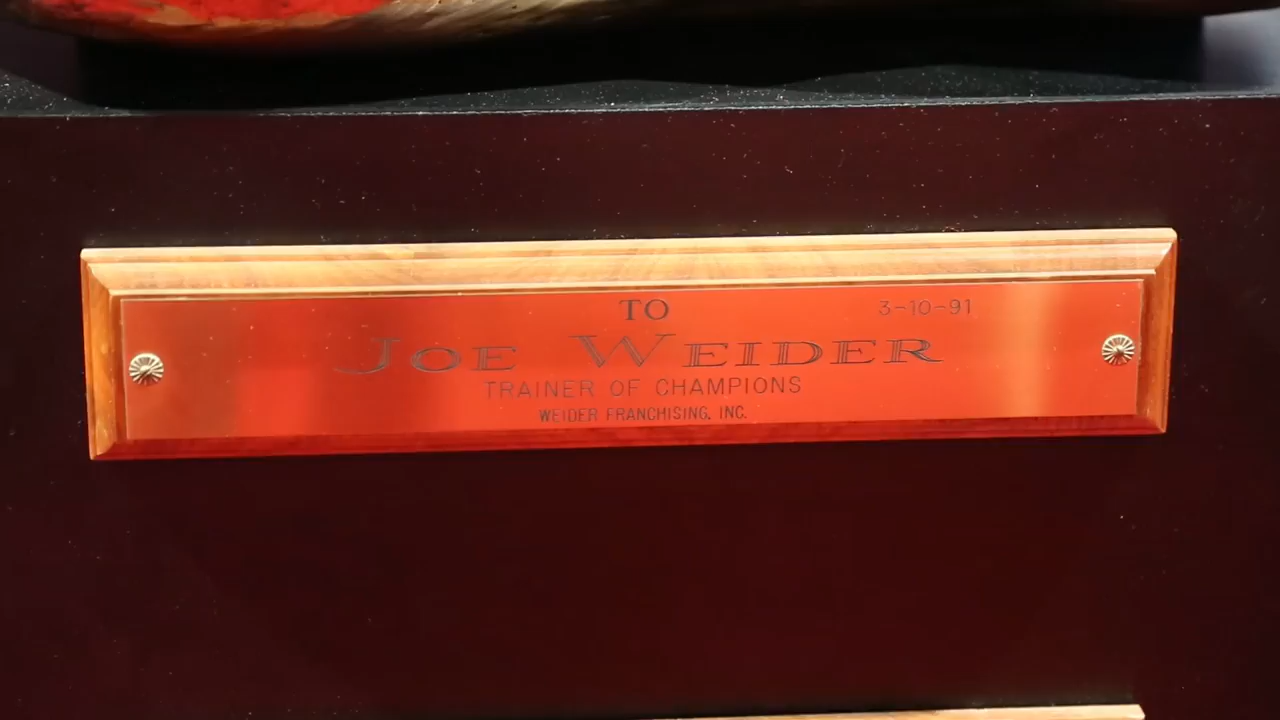 TO 3-10-91
JOE WEIDER
TRAINER OF CHAMPIONS
WEIDER FRANCHISING, INC.